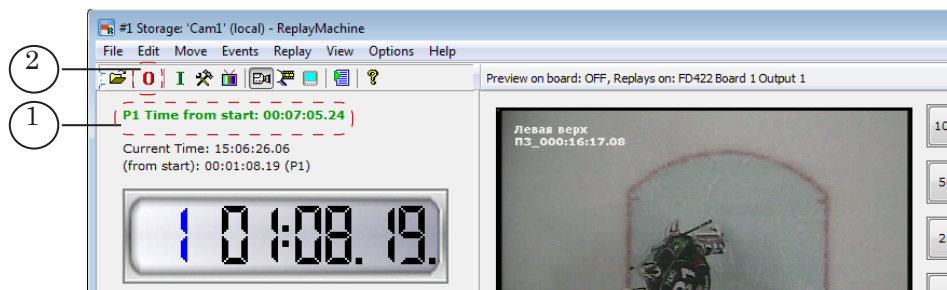 #1 Storage: 'Cam1' (local) - ReplayMachine
2
File Edit Move Events Replay View Options Help
0 I ?
Preview on board: OFF, Replays on: FD422 Board 1 Output 1
1
P1 Time from start: 00:07:05.24
Левая верх
П3_000:16:17.08
10
Current Time: 15:06:26.06
(from start): 00:01:08.19 (P1)
5
1 01:08.19.
2